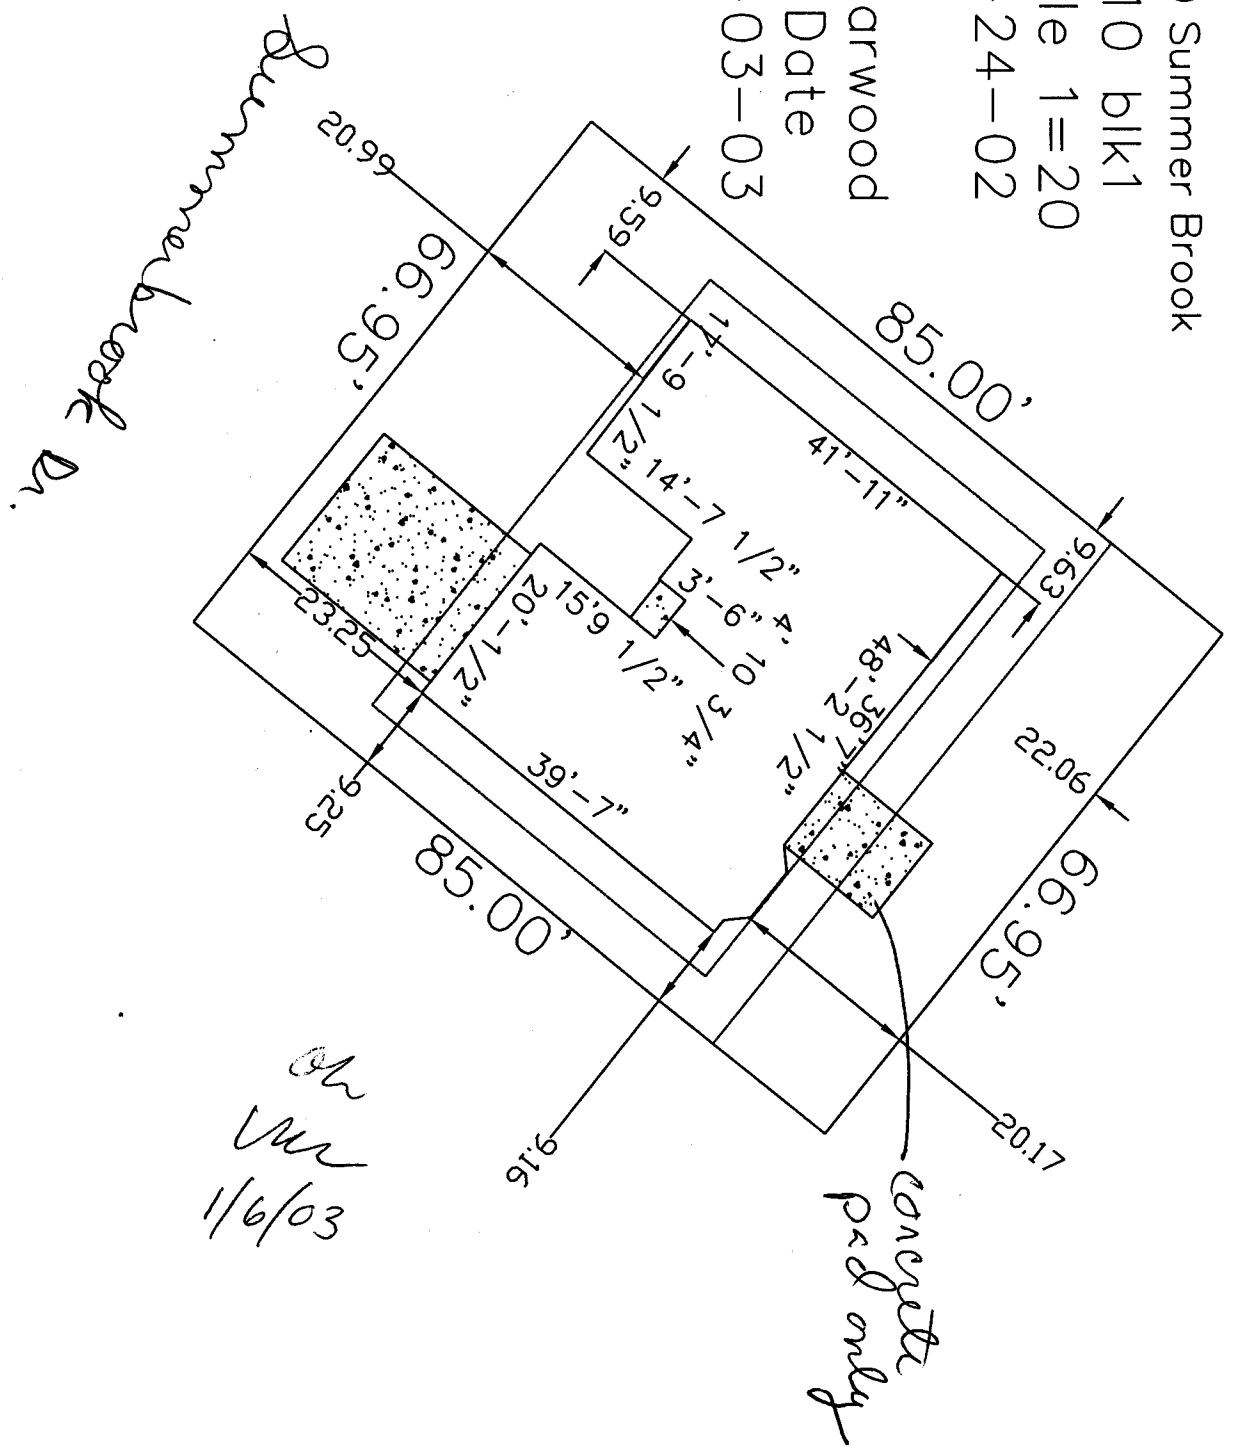 Summer Brook
10 blk1
le 1=20
-24-02
arwood
Date
-03-03
Summerbrook Dr.
20.99
66.95'
9.59
85.00'
17'-9 1/2"
41'-11"
14'-7 1/2"
3'-6"
4' 10 3/4"
15'9 1/2"
20'-1/2"
23.25
39'-7"
9.25
85.00'
9.63
48'-2 1/2"
36'7"
22.06
66.95'
20.17
9.16
concrete
pad only
ok
1/6/03